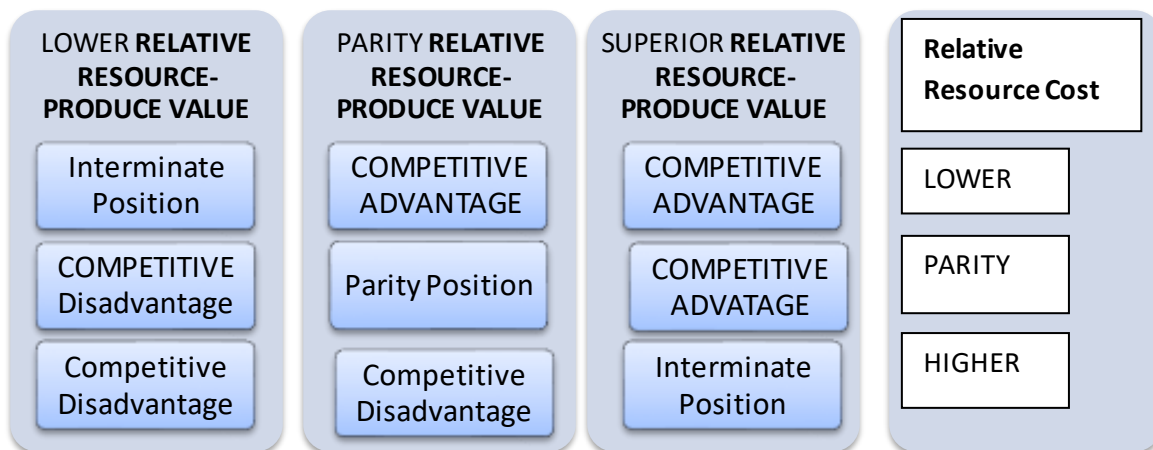 LOWER RELATIVE
RESOURCE-
PRODUCE VALUE
Interminate
Position
COMPETITIVE
Disadvantage
Competitive
Disadvantage
PARITY RELATIVE
RESOURCE-
PRODUCE VALUE
COMPETITIVE
ADVANTAGE
Parity Position
Competitive
Disadvantage
SUPERIOR RELATIVE
RESOURCE-
PRODUCE VALUE
COMPETITIVE
ADVANTAGE
COMPETITIVE
ADVATAGE
Interminate
Position
Relative
Resource Cost
LOWER
PARITY
HIGHER